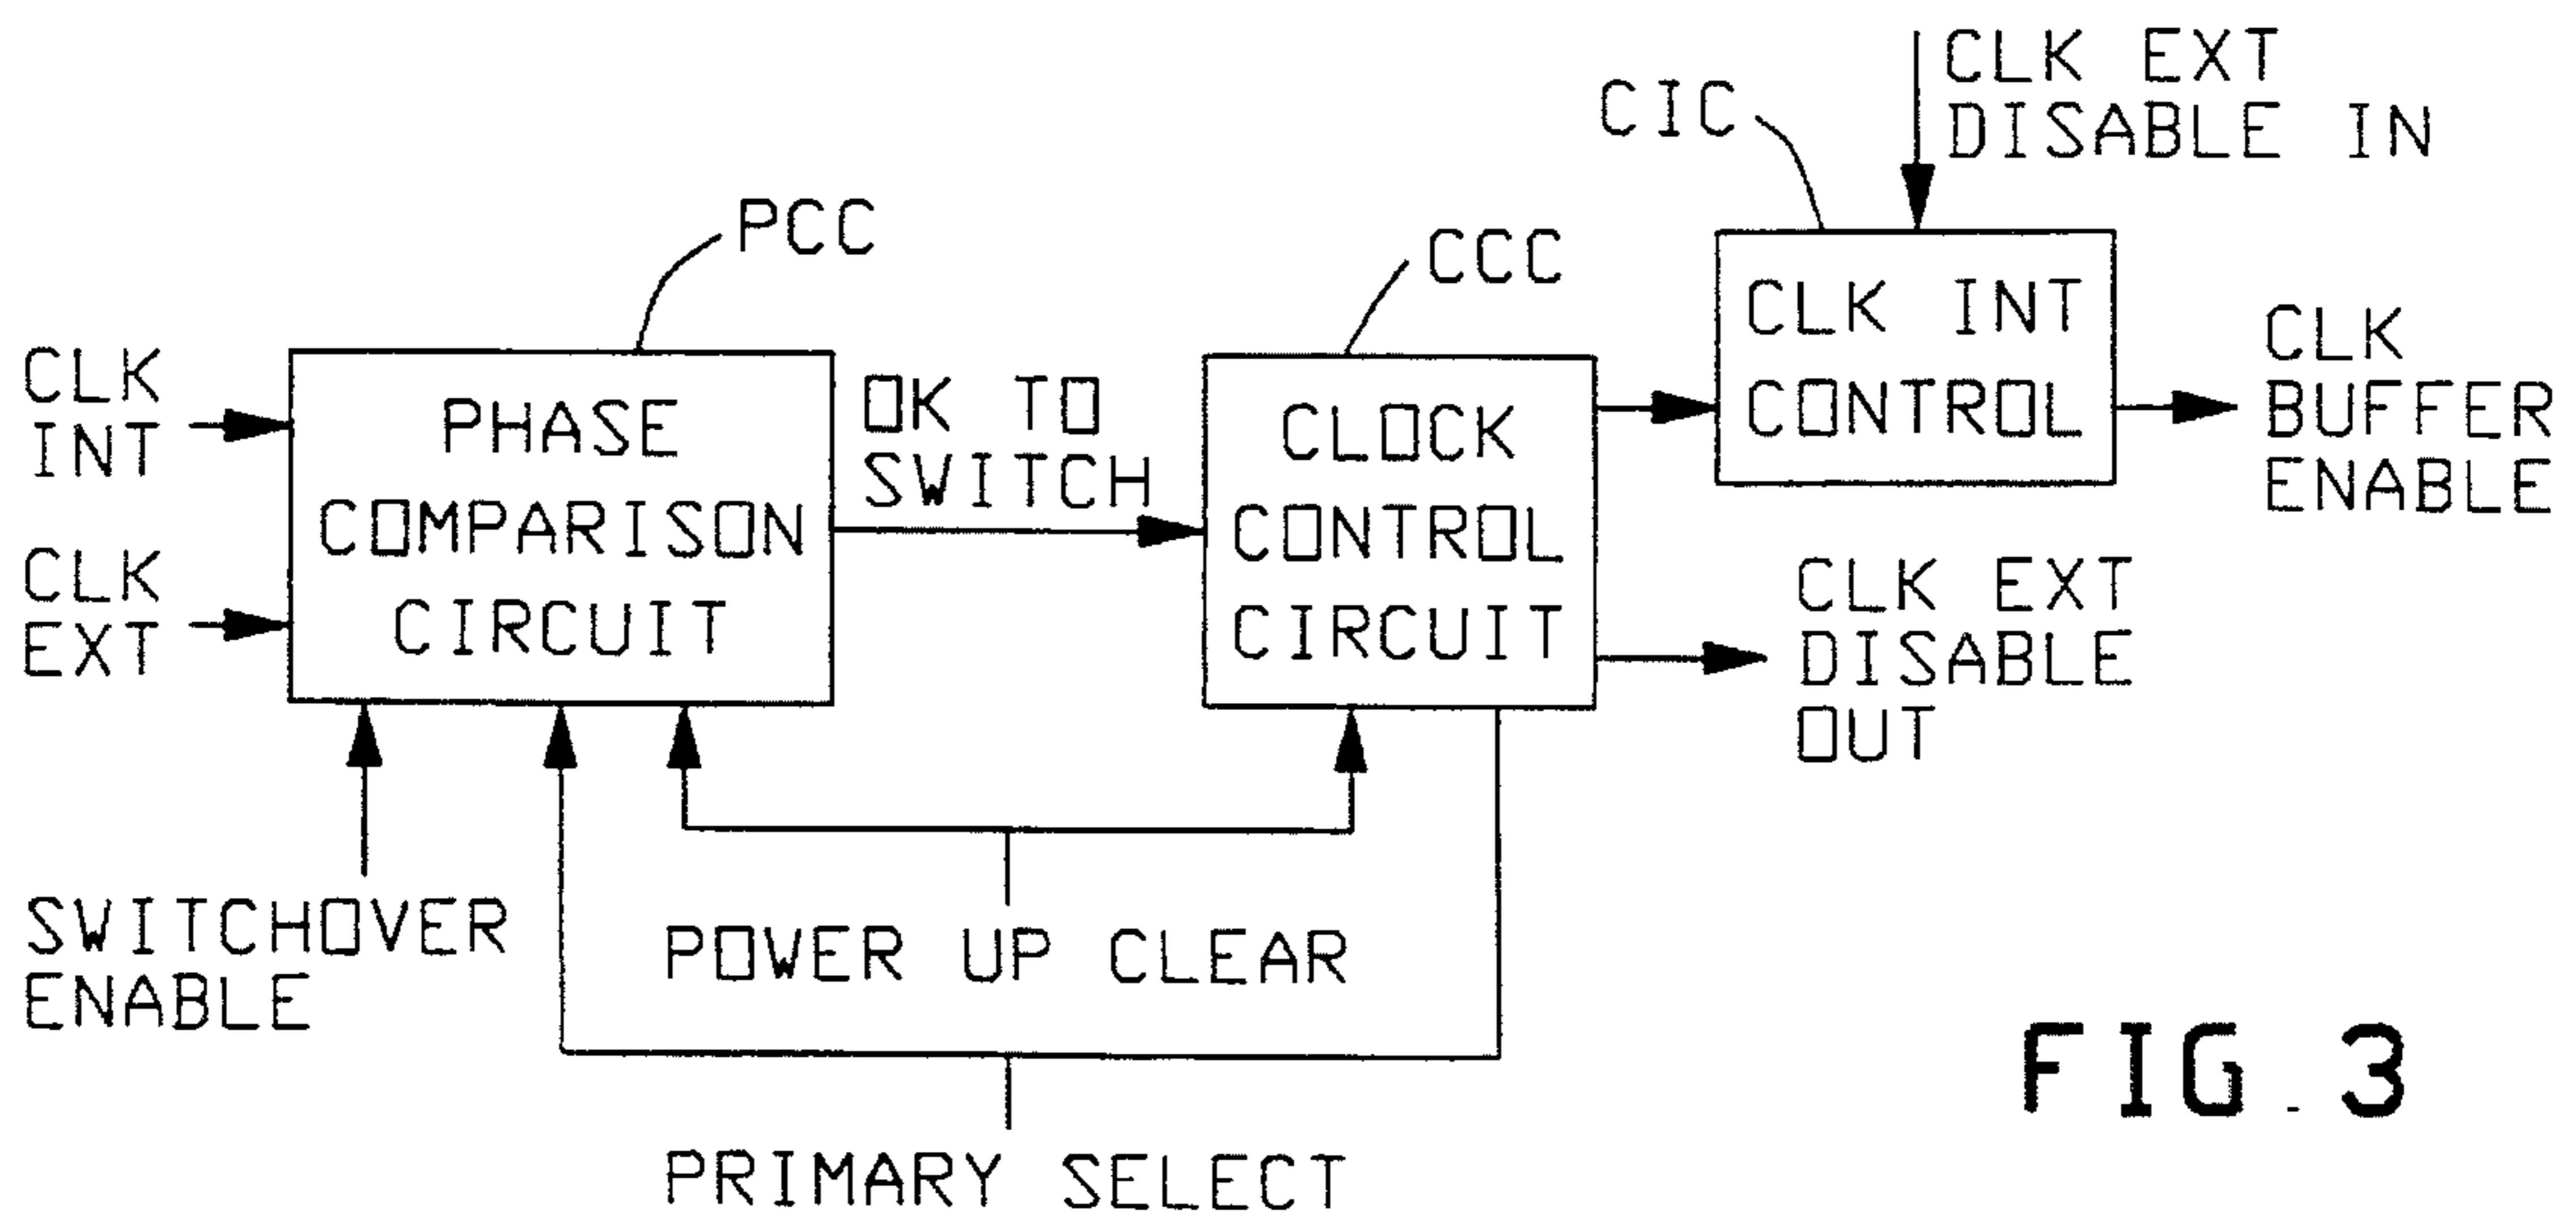 CLK EXT
DISABLE IN
CIC
PCC
CCC
CLK INT
CONTROL
CLK
BUFFER
ENABLE
CLK
INT
CLK
EXT
PHASE
COMPARISON
CIRCUIT
OK TO
SWITCH
CLOCK
CONTROL
CIRCUIT
CLK EXT
DISABLE
OUT
SWITCHOVER
ENABLE
POWER UP CLEAR
PRIMARY SELECT
FIG. 3